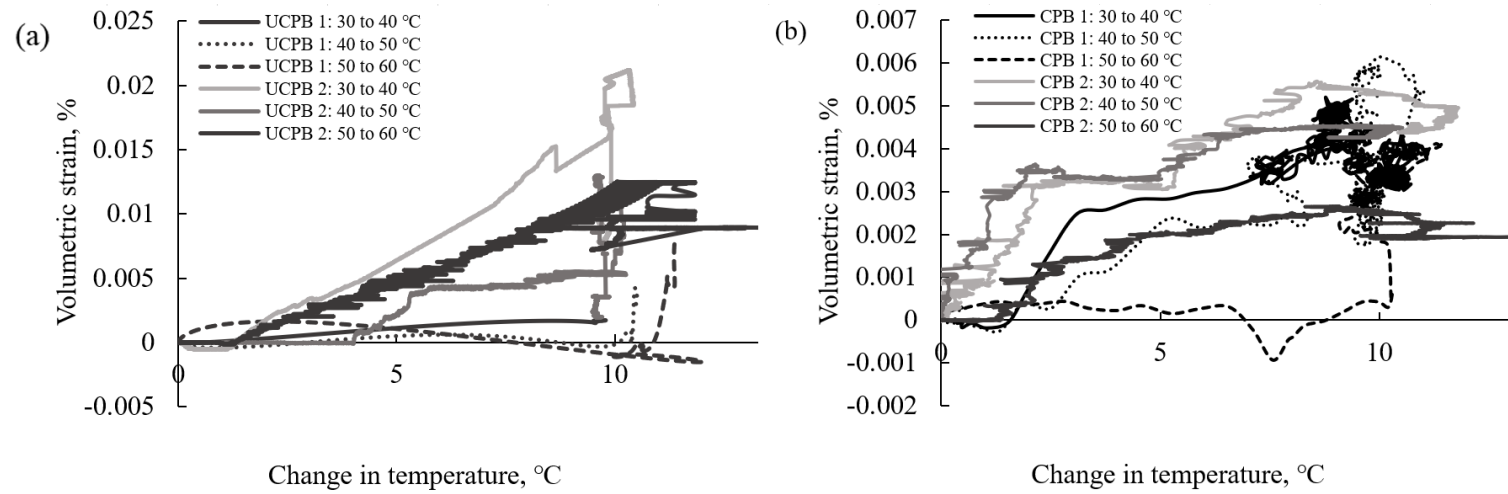 (a)
Volumetric strain, %
0.025
0.02
0.015
0.01
0.005
0
-0.005
UCPB 1: 30 to 40 ℃
UCPB 1: 40 to 50 ℃
UCPB 1: 50 to 60 ℃
UCPB 2: 30 to 40 ℃
UCPB 2: 40 to 50 ℃
UCPB 2: 50 to 60 ℃
0
5
10
Change in temperature, ℃
(b)
Volumetric strain, %
0.007
0.006
0.005
0.004
0.003
0.002
0.001
0
-0.001
-0.002
CPB 1: 30 to 40 ℃
CPB 1: 40 to 50 ℃
CPB 1: 50 to 60 ℃
CPB 2: 30 to 40 ℃
CPB 2: 40 to 50 ℃
CPB 2: 50 to 60 ℃
0
5
10
Change in temperature, ℃